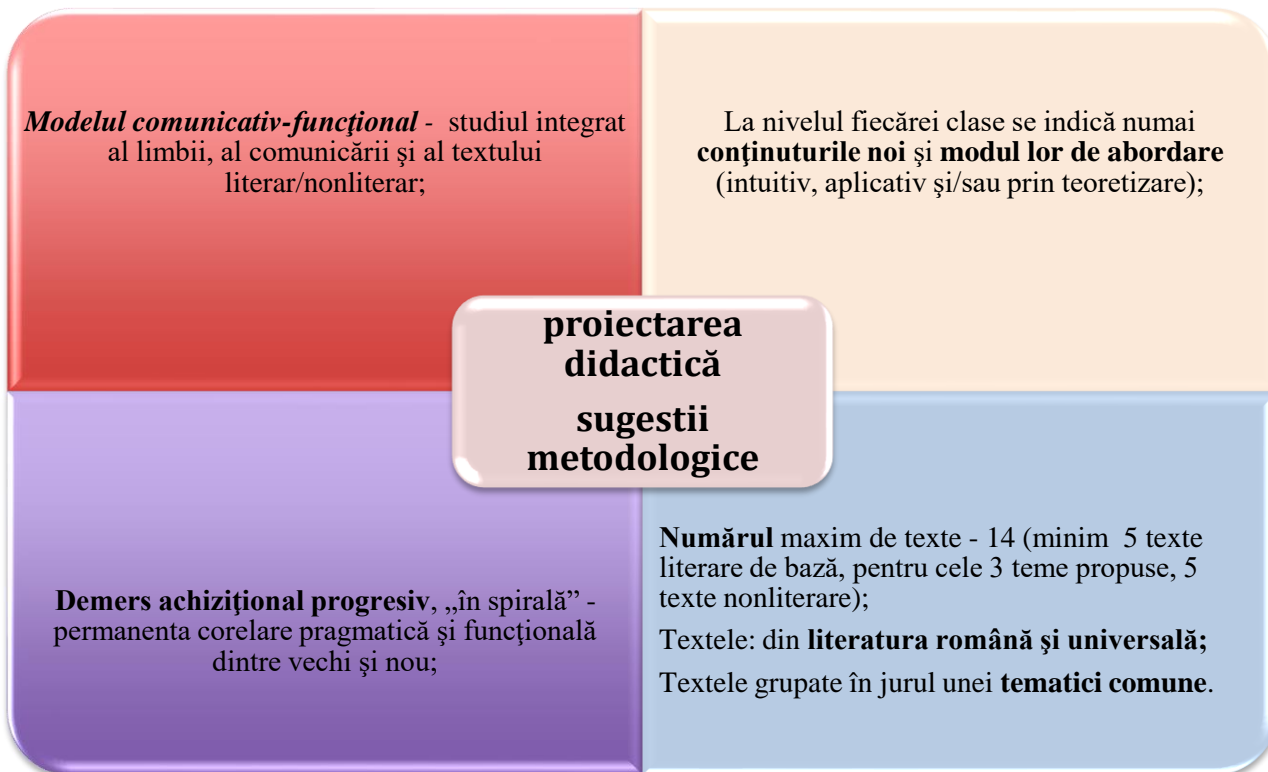 Modelul comunicativ-funcţional - studiul integrat
al limbii, al comunicării şi al textului
literar/nonliterar;
La nivelul fiecărei clase se indică numai
conţinuturile noi şi modul lor de abordare
(intuitiv, aplicativ şi/sau prin teoretizare);
proiectarea
didactică
sugestii
metodologice
Demers achiziţional progresiv, „în spirală” -
permanenta corelare pragmatică şi funcţională
dintre vechi şi nou;
Numărul maxim de texte - 14 (minim 5 texte
literare de bază, pentru cele 3 teme propuse, 5
texte nonliterare);
Textele: din literatura română şi universală;
Textele grupate în jurul unei tematici comune.